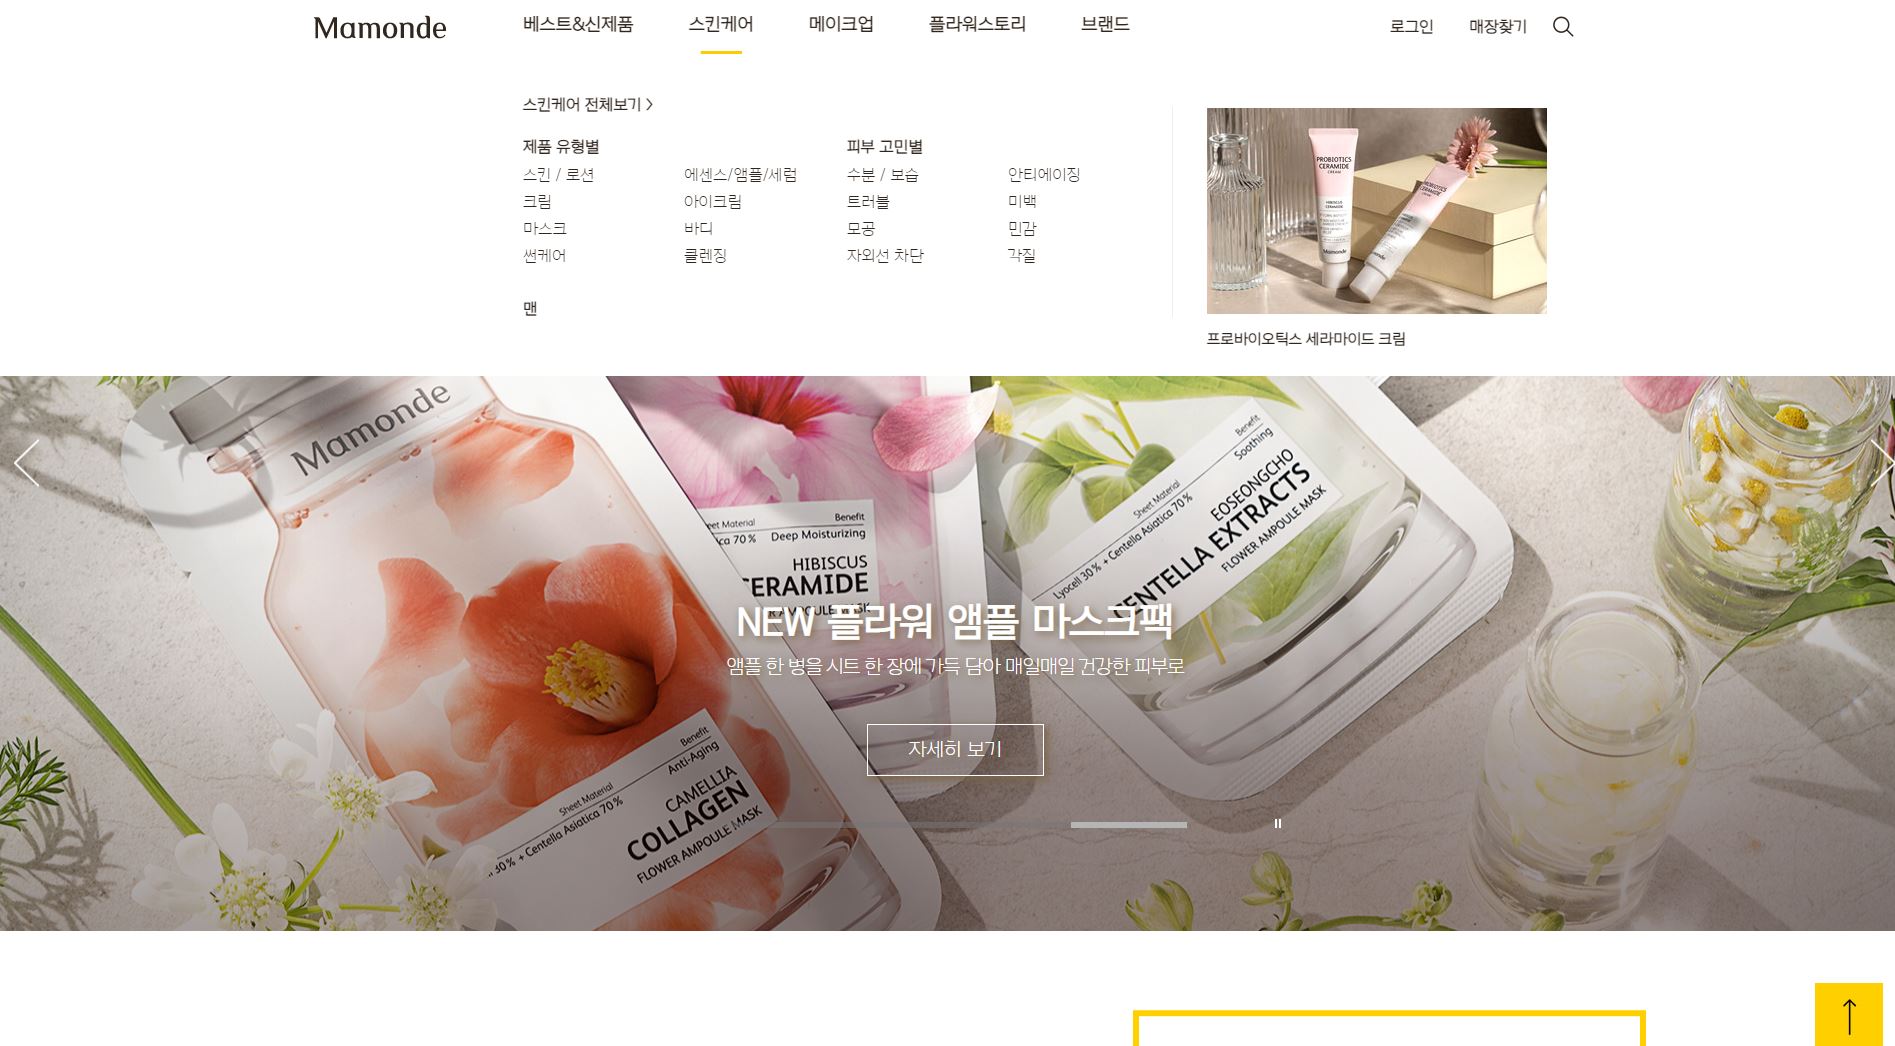 Mamonde
베스트&신제품
스킨케어
메이크업
플라워스토리
브랜드
로그인
매장찾기
스킨케어 전체보기 >
제품 유형별
스킨 / 로션
에센스/앰플/세럼
크림
아이크림
마스크
바디
썬케어
클렌징
맨
피부 고민별
수분 / 보습
안티에이징
트러블
미백
모공
민감
자외선 차단
각질
PROBIOTICS
CERAMIDE
CREAM
HIBISCUS
CERAMIDE
Mamonde
PROBIOTICS
CERAMIDE
프로바이오틱스 세라마이드 크림
Mamonde
Sheet Material
Benefit
30% + Centella Asiatica 70%
Anti-Aging
CAMELLIA
COLLAGEN
FLOWER AMPOULE MASK
eet Material
Benefit
ica 70%
Deep Moisturizing
HIBISCUS
CERAMIDE
R AMPOULE MASK
Sheet Material
Benefit
Lyocell 30% + Centella Asiatica 70%
Soothing
EOSEONGCHO
CENTELLA EXTRACTS
FLOWER AMPOULE MASK
NEW 플라워 앰플 마스크팩
앰플 한 병을 시트 한 장에 가득 담아 매일매일 건강한 피부로
자세히 보기